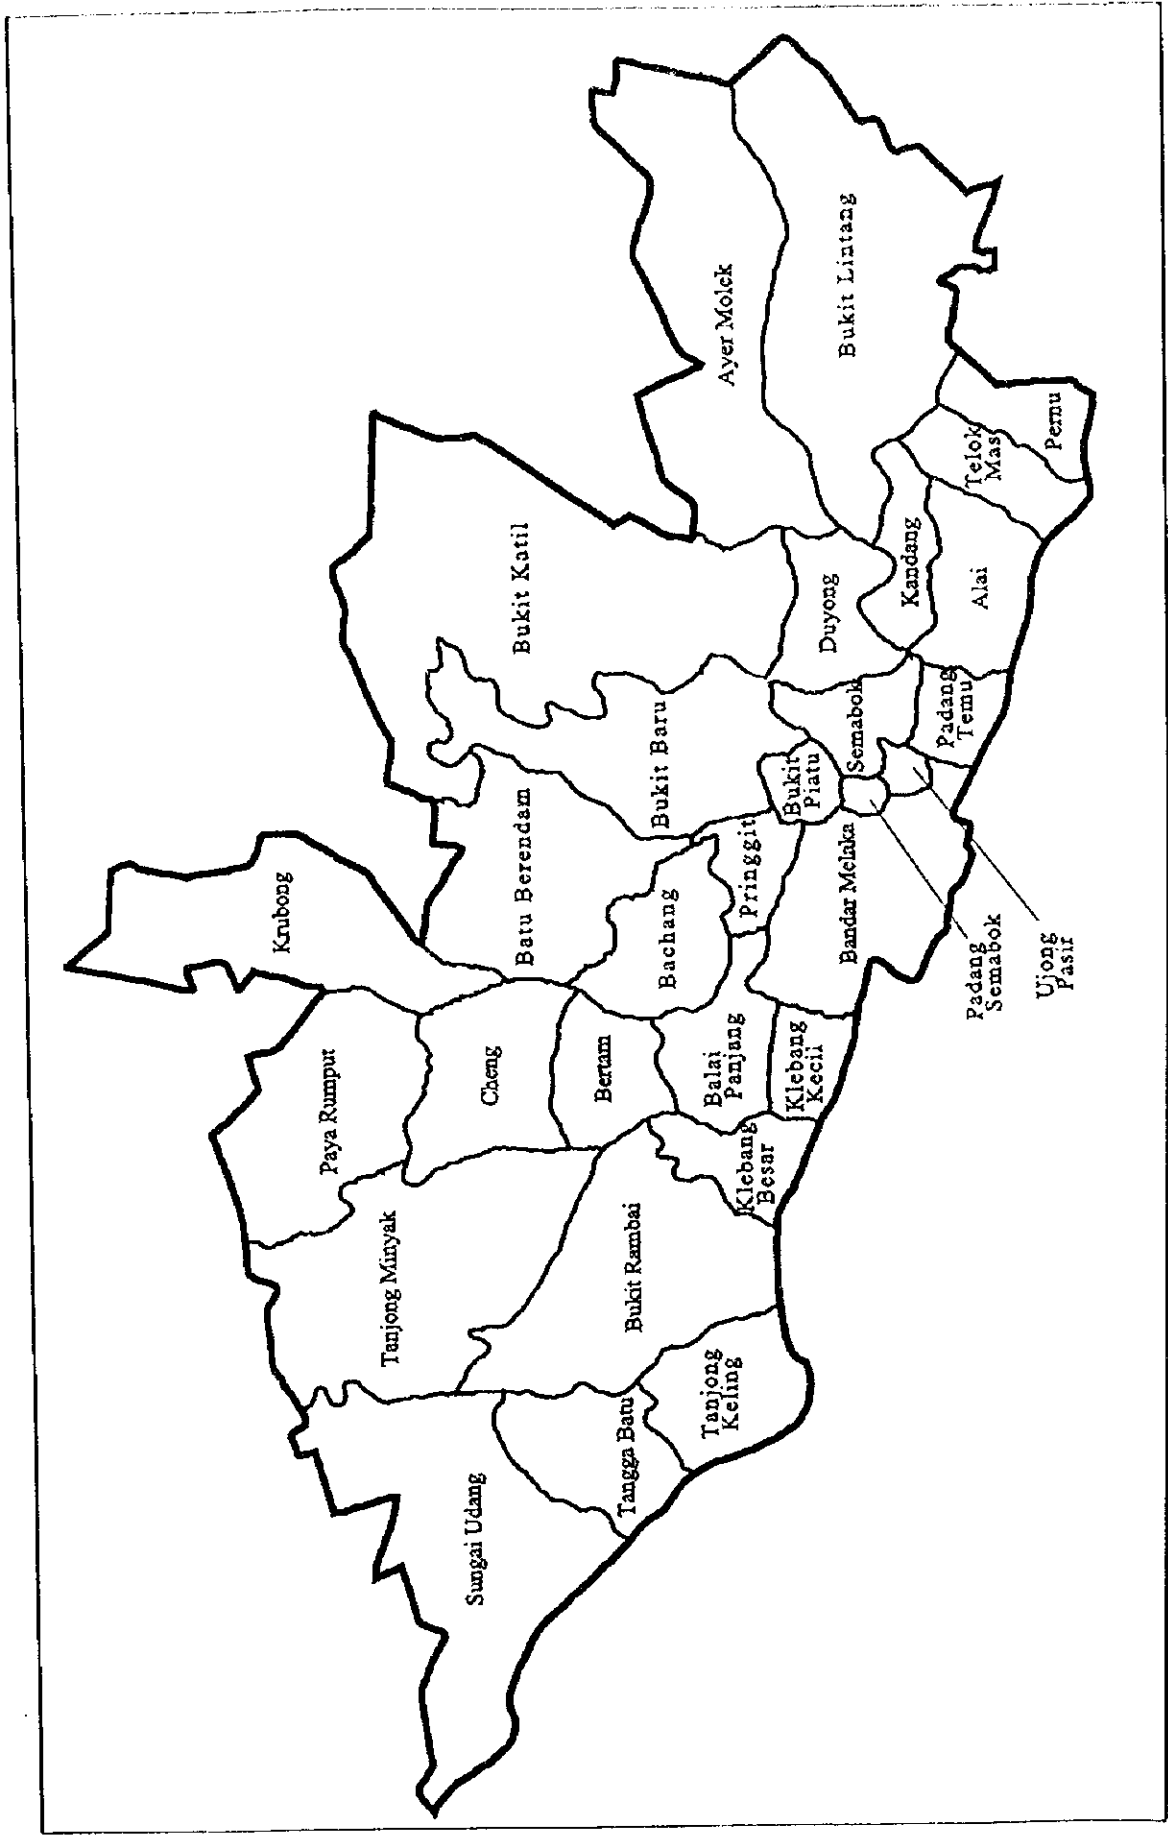 Krubong
Paya Rumput
Tanjong Minyak
Sungai Udang
Cheng
Batu Berendam
Bukit Katil
Bertam
Bachang
Bukit Baru
Bukit Rambai
Tangga Batu
Tanjong
Keling
Klebang
Besar
Balai
Panjang
Klebang
Kecil
Pringgit
Bandar Melaka
Bukit
Piatu
Semabok
Duyong
Ayer Molek
Bukit Lintang
Kandang
Padang
Temu
Alai
Telok
Mas
Pernu
Padang
Semabok
Ujong
Pasir